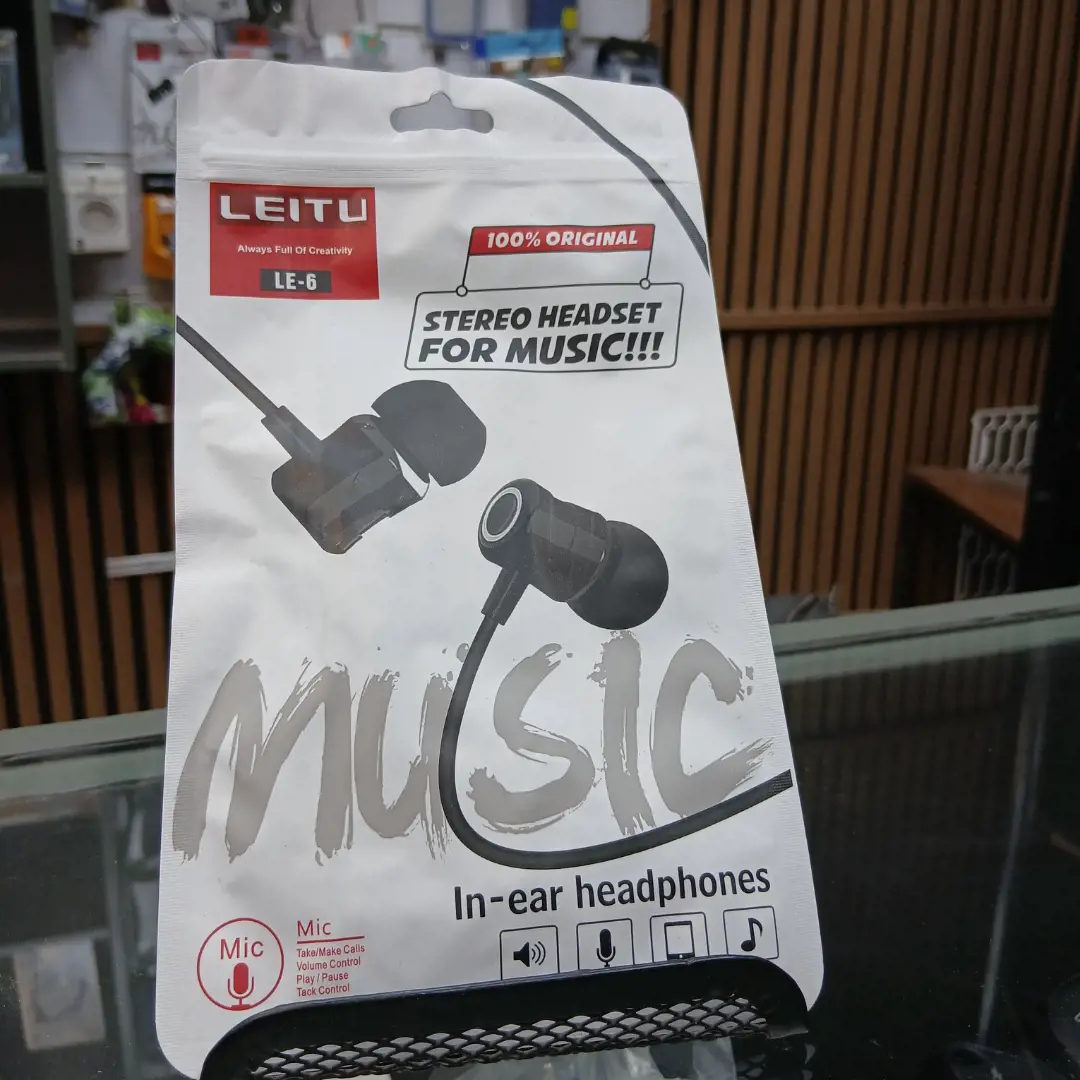 LEITU
Always Full Of Creativity
LE-6
100% ORIGINAL
STEREO HEADSET
FOR MUSIC!!!
MUSIC
In-ear headphones
Mic
Mic
Take/Make Calls
Volume Control
Play / Pause
Tack Control